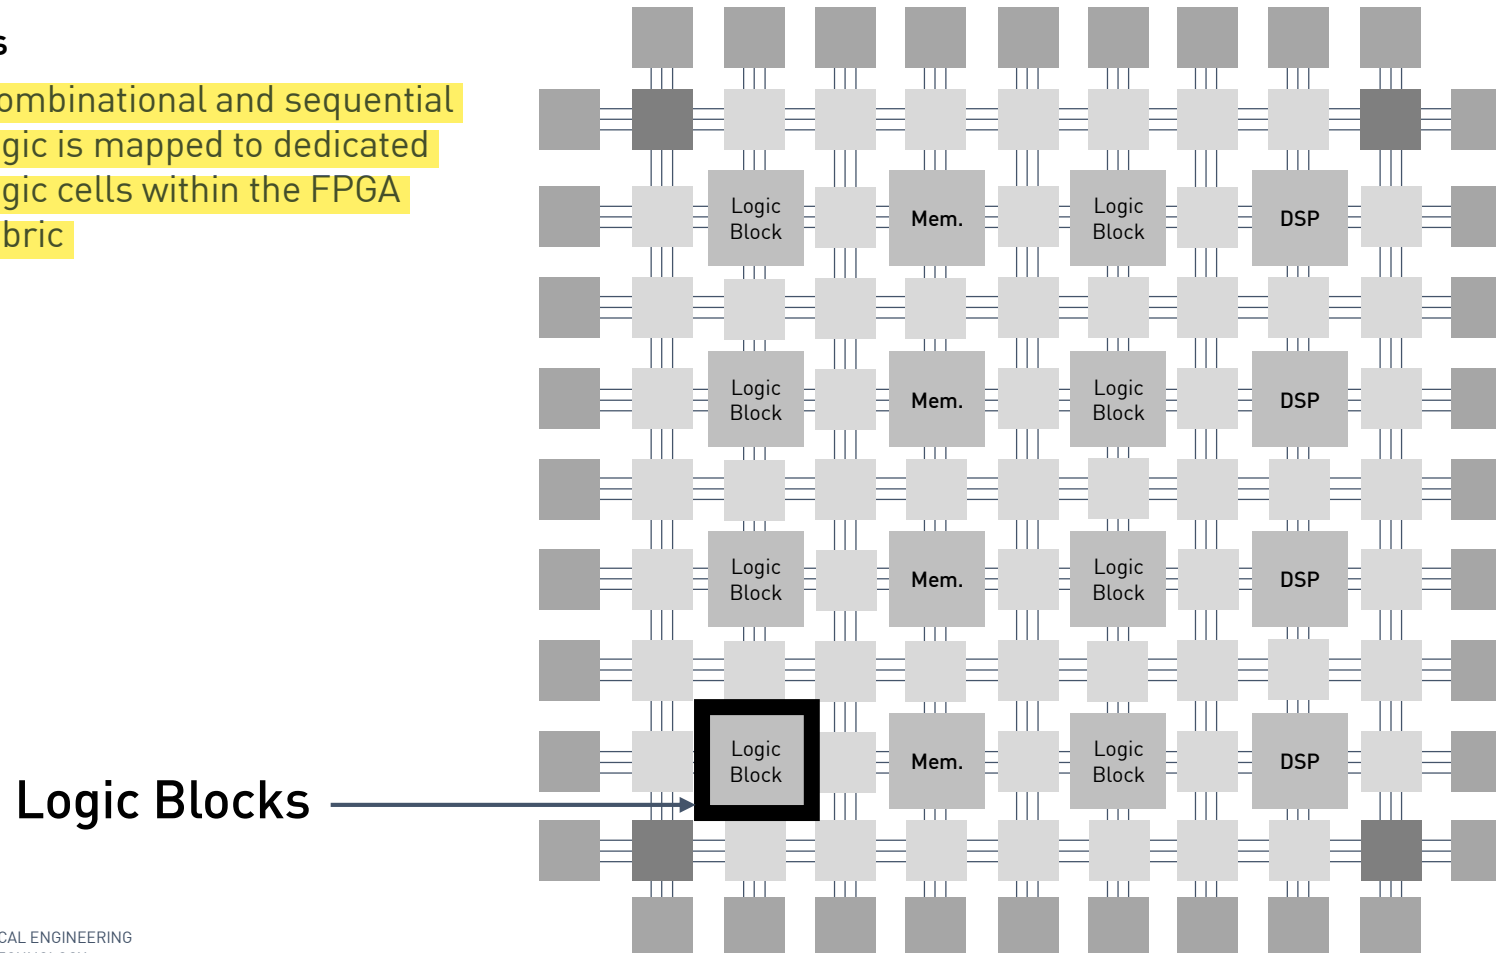 s
ombinational and sequential
gic is mapped to dedicated
gic cells within the FPGA
bric
Logic
Block
Mem.
Logic
Block
DSP
Logic
Block
Mem.
Logic
Block
DSP
Logic
Block
Mem.
Logic
Block
DSP
Logic
Block
Mem.
Logic
Block
DSP
Logic Blocks
CAL ENGINEERING